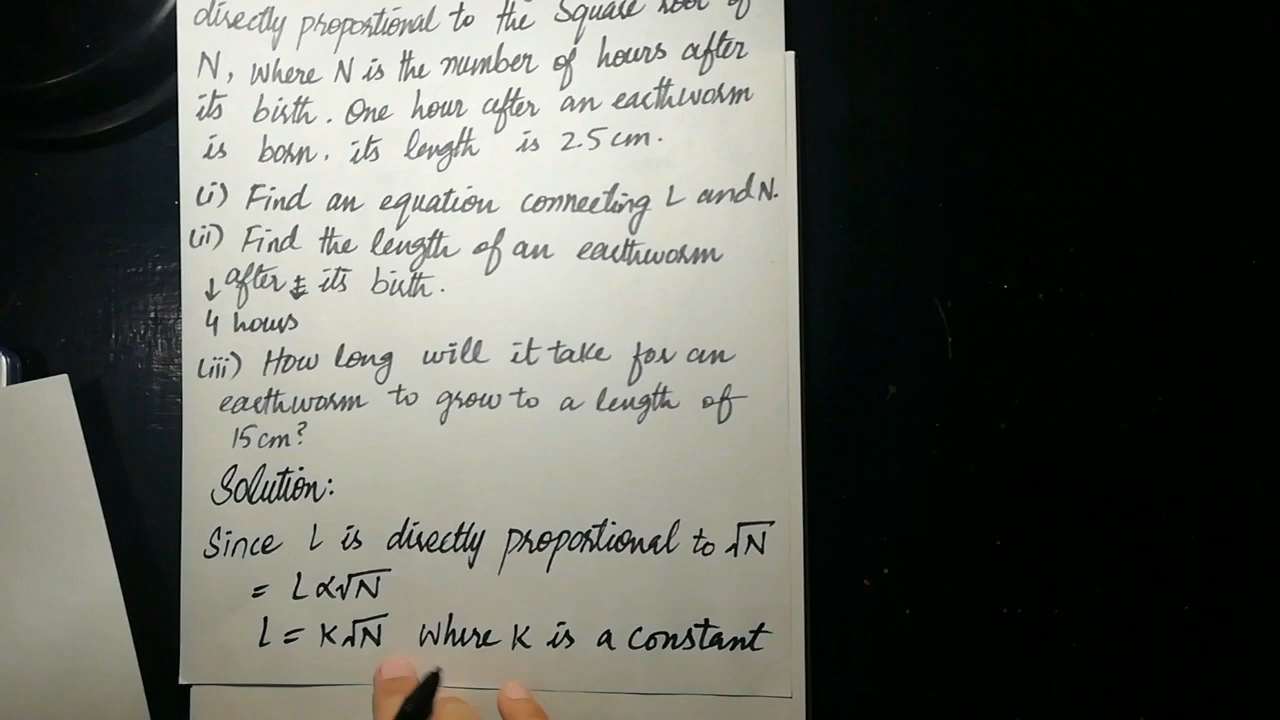 directly proportional to the Square root of
N, Where N is the number of hours after
its birth. One hour after an earthworm
is born, its length is 2.5 cm.
(i) Find an equation connecting L and N.
(ii) Find the length of an earthworm
↓ after its birth.
4 hours
(iii) How long will it take for an
earthworm to grow to a length of
15 cm?
Solution:
Since L is directly proportional to √N
= L ∝ √N
L = K√N Where K is a constant